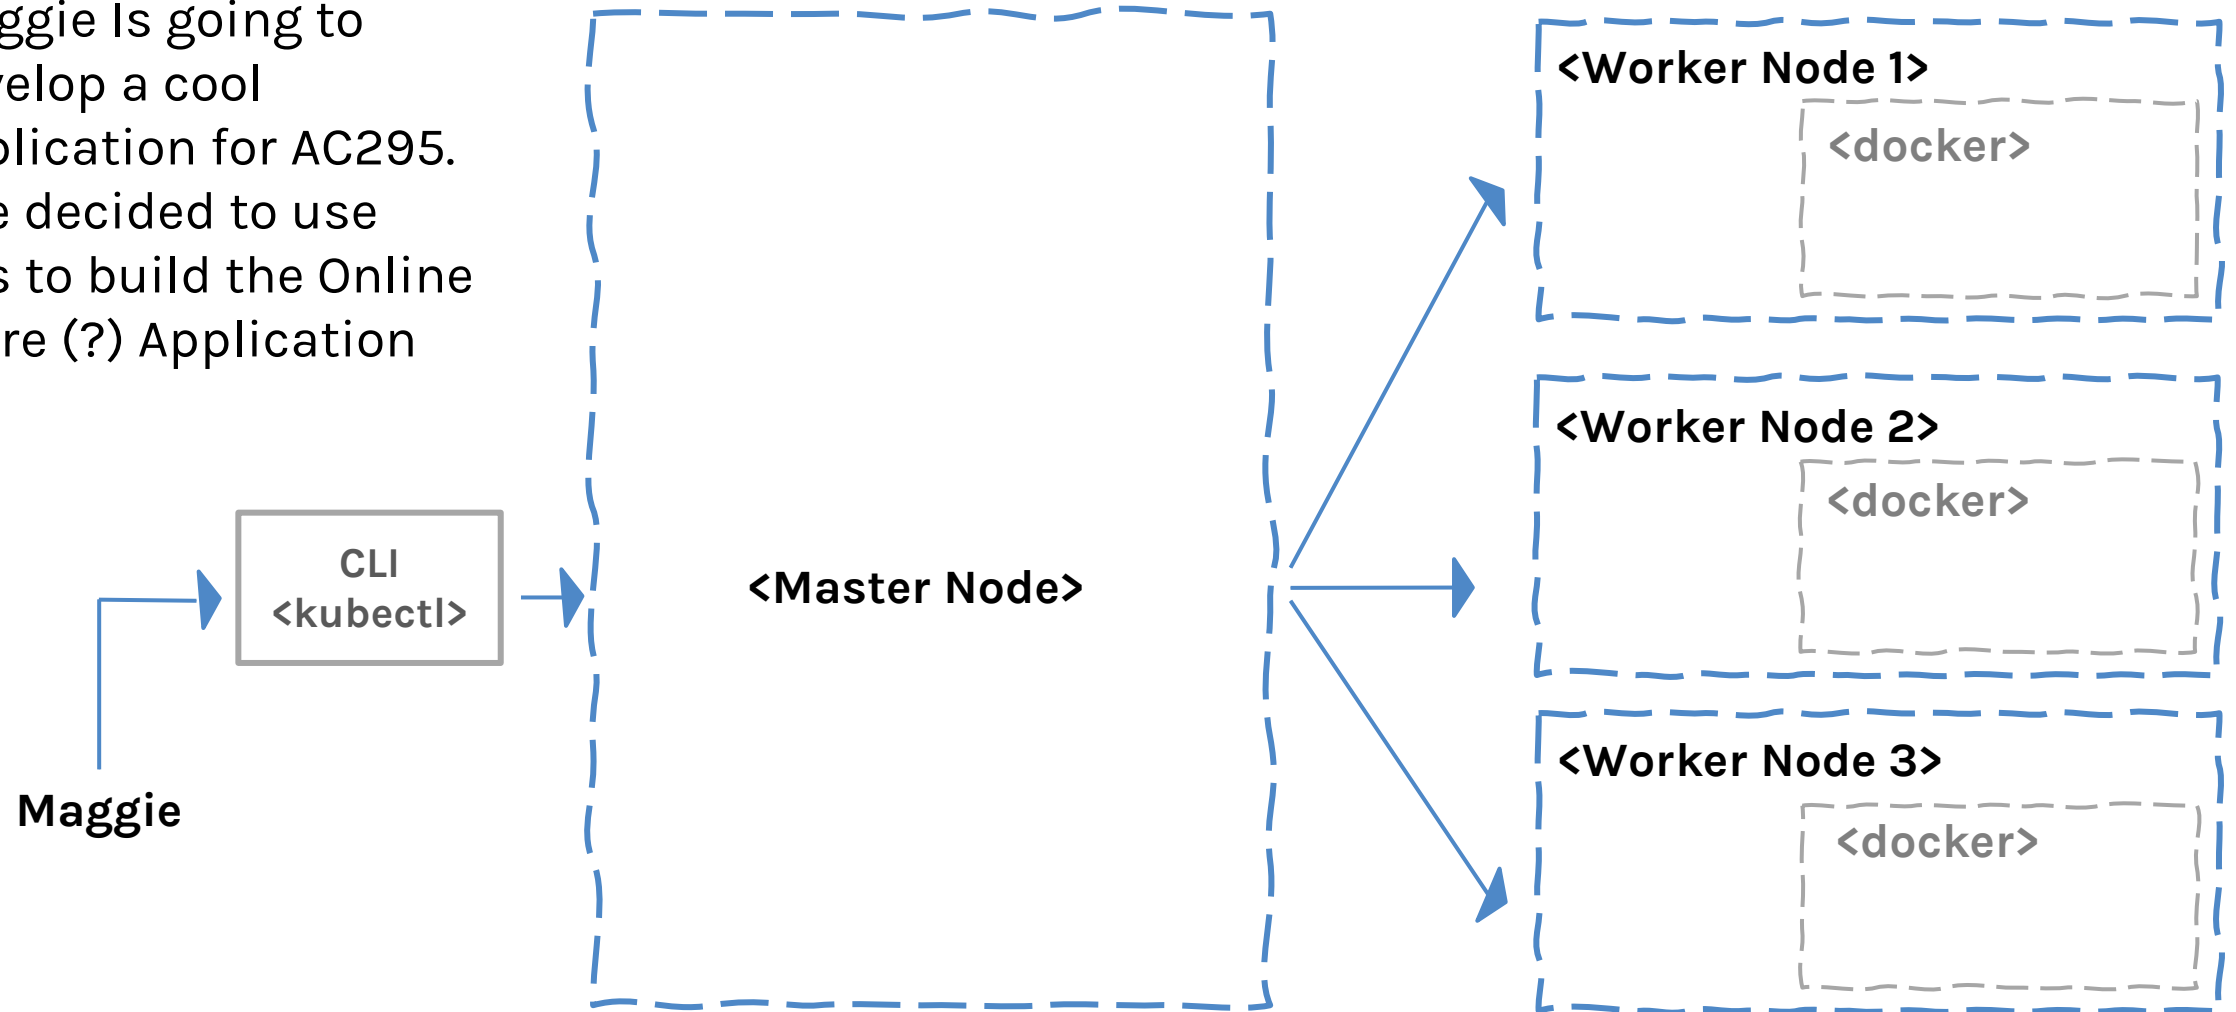 ggie Is going to
velop a cool
plication for AC295.
e decided to use
s to build the Online
re (?) Application
<Worker Node 1>
<docker>
<Worker Node 2>
<docker>
CLI
<kubectl>
<Master Node>
<Worker Node 3>
<docker>
Maggie